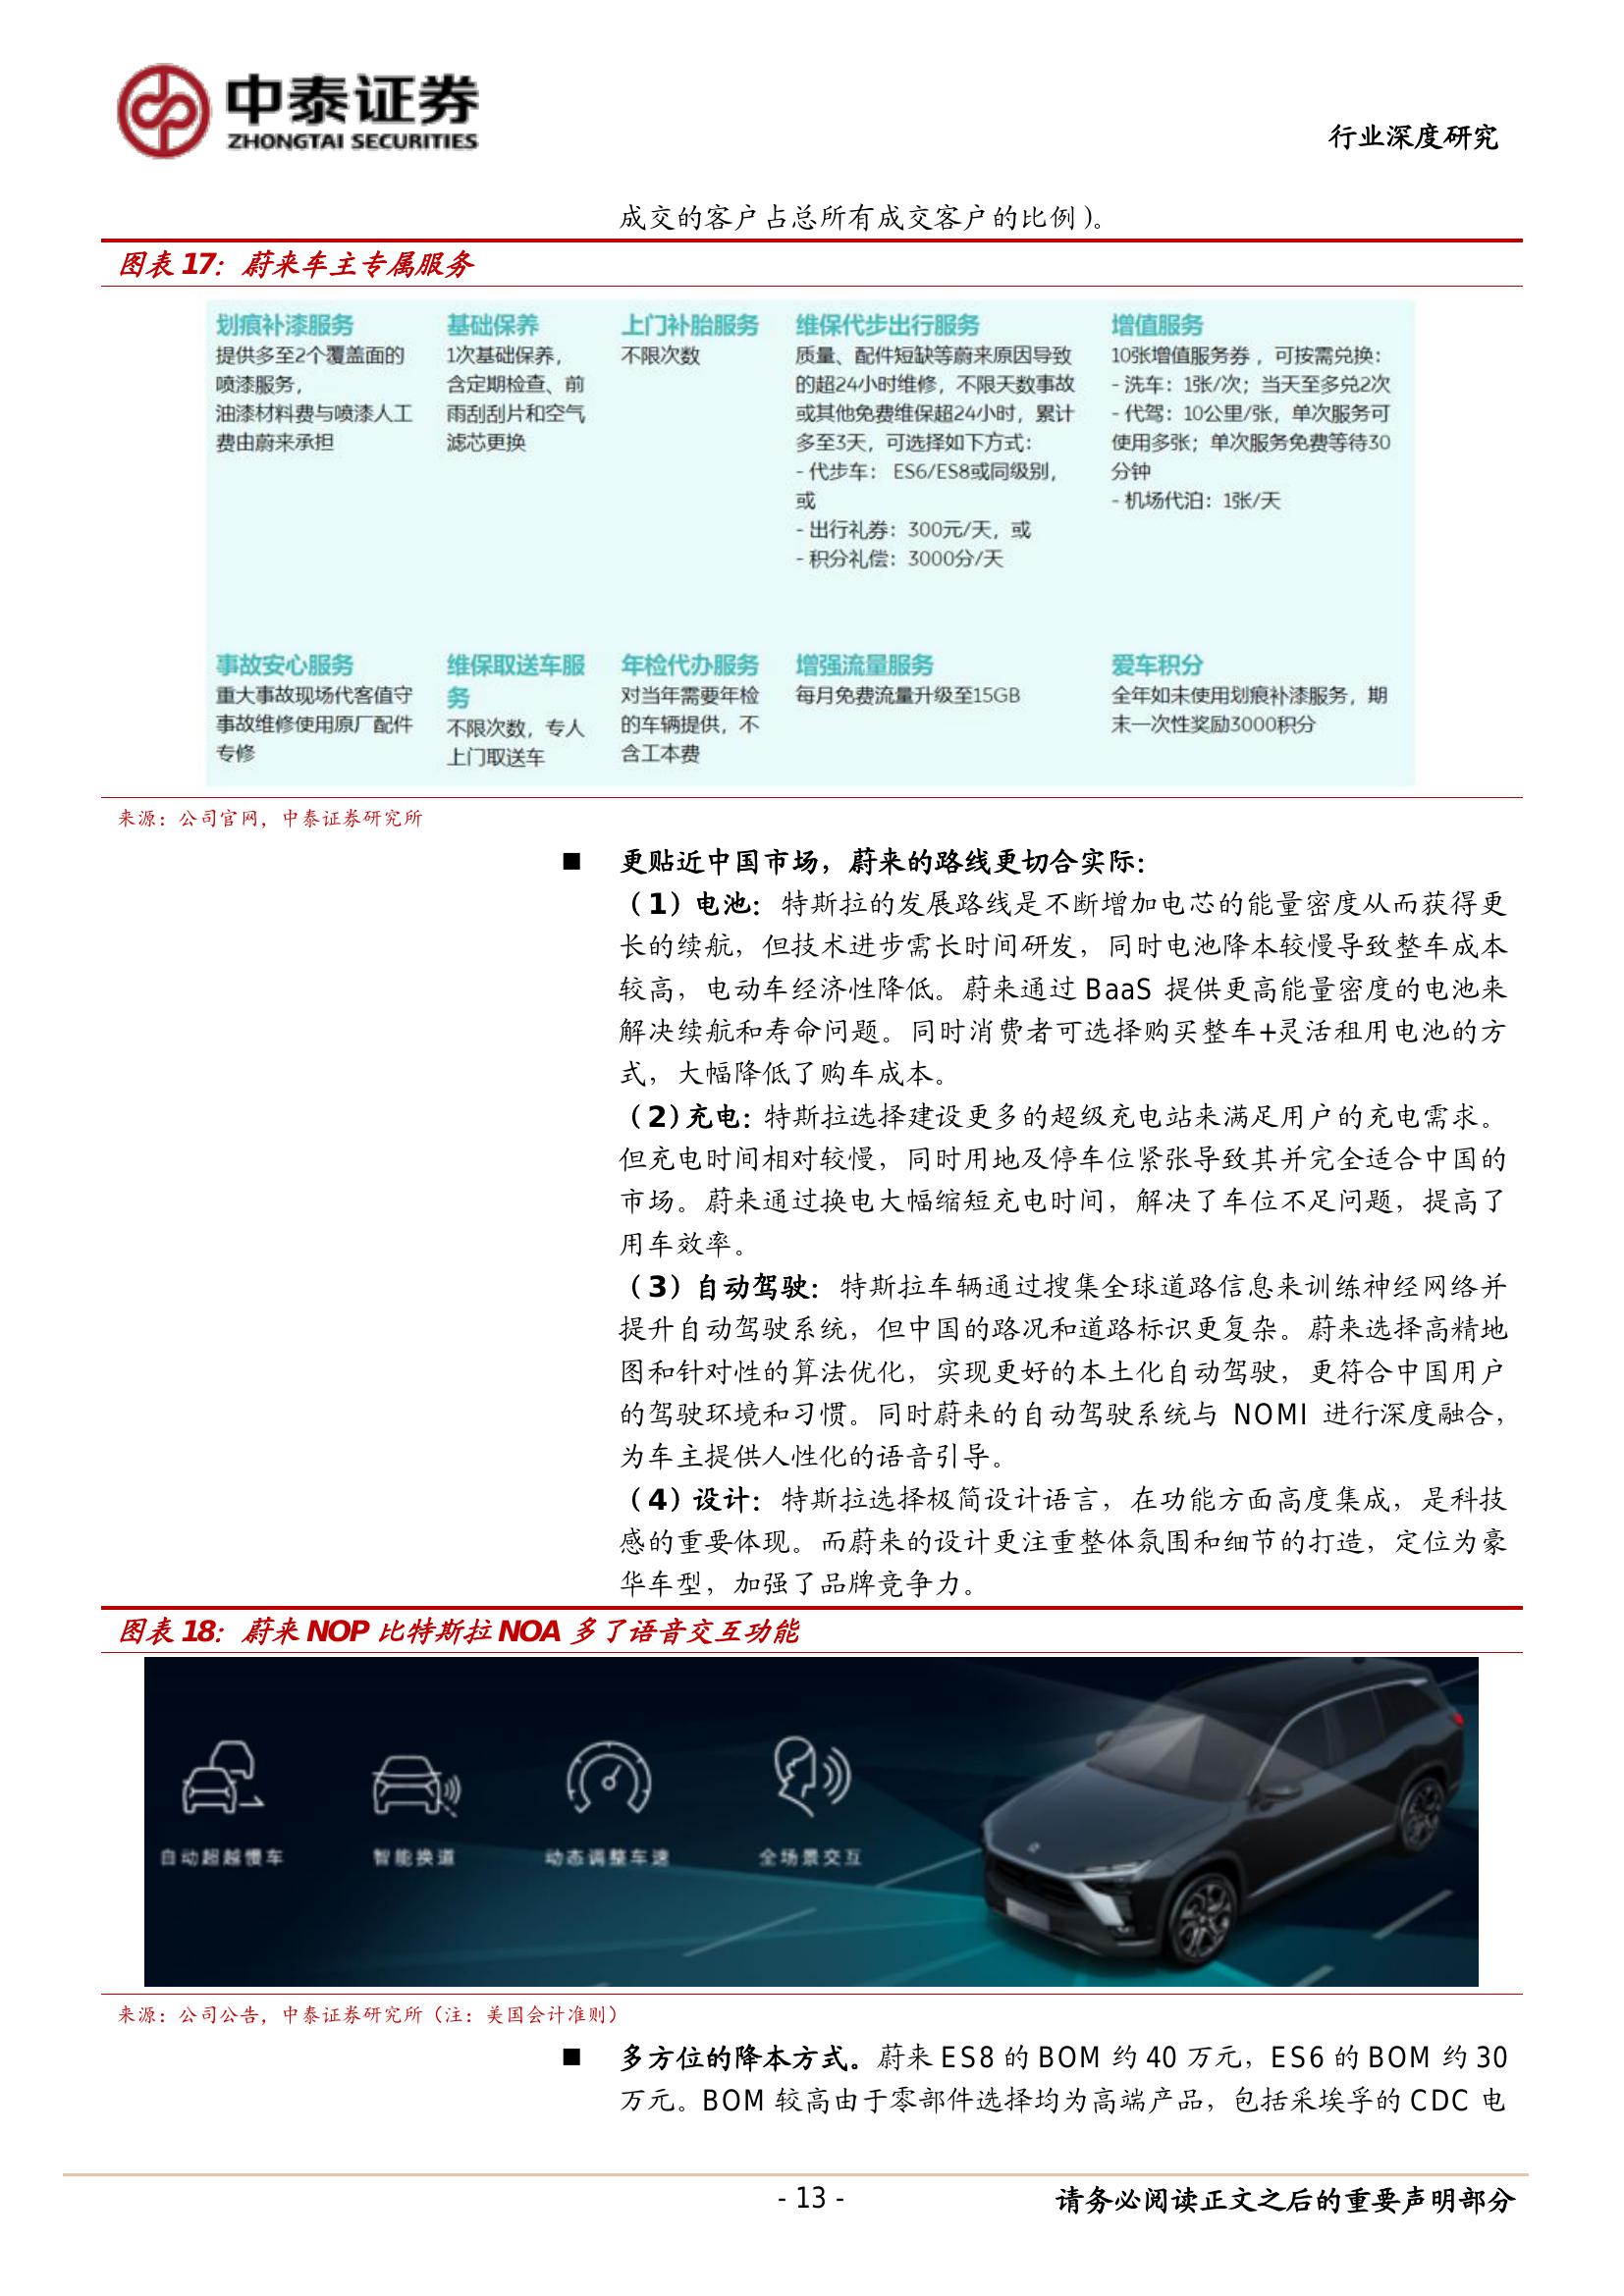 中泰证券
ZHONGTAI SECURITIES
行业深度研究
成交的客户占总所有成交客户的比例)。
图表 17：蔚来车主专属服务
划痕补漆服务
提供多至2个覆盖面的
喷漆服务，
油漆材料费与喷漆人工
费由蔚来承担
基础保养
1次基础保养，
含定期检查、前
雨刮刮片和空气
滤芯更换
上门补胎服务
不限次数
维保代步出行服务
质量、配件短缺等蔚来原因导致
的超24小时维修，不限天数事故
或其他免费维保超24小时，累计
多至3天，可选择如下方式：
- 代步车： ES6/ES8或同级别，
或
- 出行礼券：300元/天，或
- 积分礼偿：3000分/天
增值服务
10张增值服务券，可按需兑换：
- 洗车：1张/次；当天至多兑2次
- 代驾：10公里/张，单次服务可
使用多张；单次服务免费等待30
分钟
- 机场代泊：1张/天
事故安心服务
重大事故现场代客值守
事故维修使用原厂配件
专修
维保取送车服
务
不限次数，专人
上门取送车
年检代办服务
对当年需要年检
的车辆提供，不
含工本费
增强流量服务
每月免费流量升级至15GB
爱车积分
全年如未使用划痕补漆服务，期
末一次性奖励3000积分
来源：公司官网，中泰证券研究所
■ 更贴近中国市场，蔚来的路线更切合实际：
（1）电池：特斯拉的发展路线是不断增加电芯的能量密度从而获得更
长的续航，但技术进步需长时间研发，同时电池降本较慢导致整车成本
较高，电动车经济性降低。蔚来通过 BaaS 提供更高能量密度的电池来
解决续航和寿命问题。同时消费者可选择购买整车+灵活租用电池的方
式，大幅降低了购车成本。
（2）充电：特斯拉选择建设更多的超级充电站来满足用户的充电需求。
但充电时间相对较慢，同时用地及停车位紧张导致其并完全适合中国的
市场。蔚来通过换电大幅缩短充电时间，解决了车位不足问题，提高了
用车效率。
（3）自动驾驶：特斯拉车辆通过搜集全球道路信息来训练神经网络并
提升自动驾驶系统，但中国的路况和道路标识更复杂。蔚来选择高精地
图和针对性的算法优化，实现更好的本土化自动驾驶，更符合中国用户
的驾驶环境和习惯。同时蔚来的自动驾驶系统与 NOMI 进行深度融合，
为车主提供人性化的语音引导。
（4）设计：特斯拉选择极简设计语言，在功能方面高度集成，是科技
感的重要体现。而蔚来的设计更注重整体氛围和细节的打造，定位为豪
华车型，加强了品牌竞争力。
图表 18：蔚来 NOP 比特斯拉 NOA 多了语音交互功能
自动超越慢车
智能换道
动态调整车速
全场景交互
来源：公司公告，中泰证券研究所（注：美国会计准则）
■ 多方位的降本方式。蔚来 ES8 的 BOM 约 40 万元，ES6 的 BOM 约 30
万元。BOM 较高由于零部件选择均为高端产品，包括采埃孚的 CDC 电
- 13 -
请务必阅读正文之后的重要声明部分